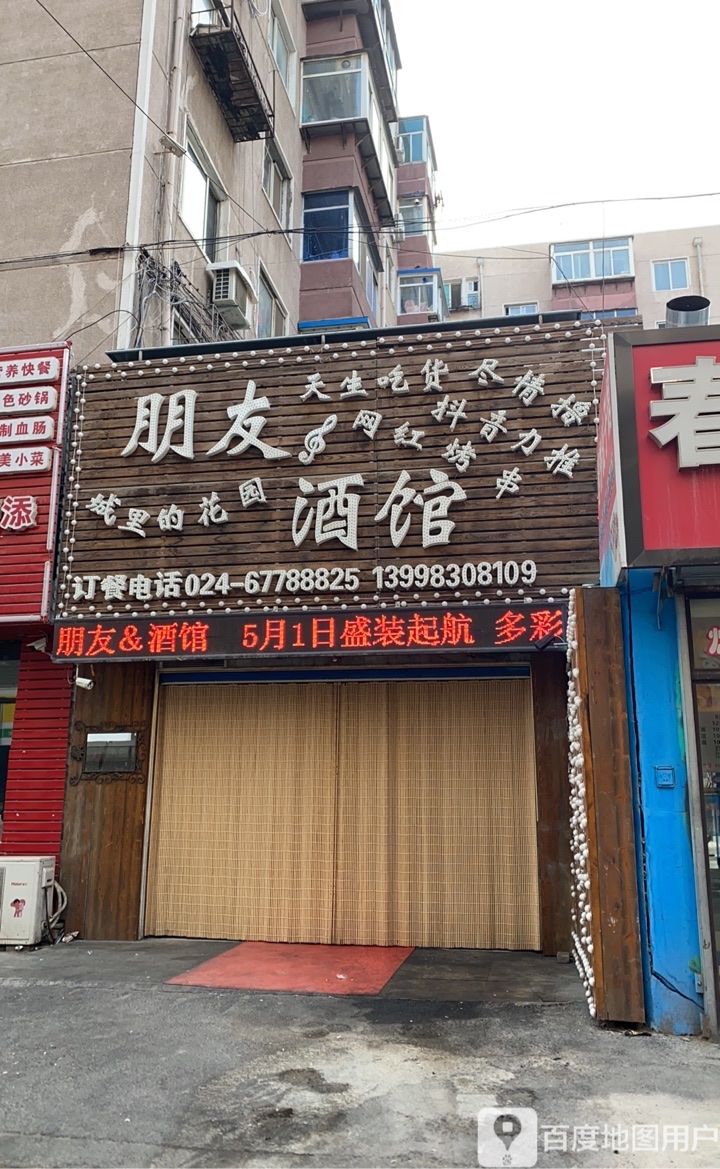 营养快餐
色砂锅
制血肠
美小菜
添
朋友
酒馆
天生吃货 尽情撸
网红烤串
抖音力推
城里的花园
订餐电话024-67788825 13998308109
朋友&酒馆 5月1日盛装起航 多彩
春
Haier
百度地图用户